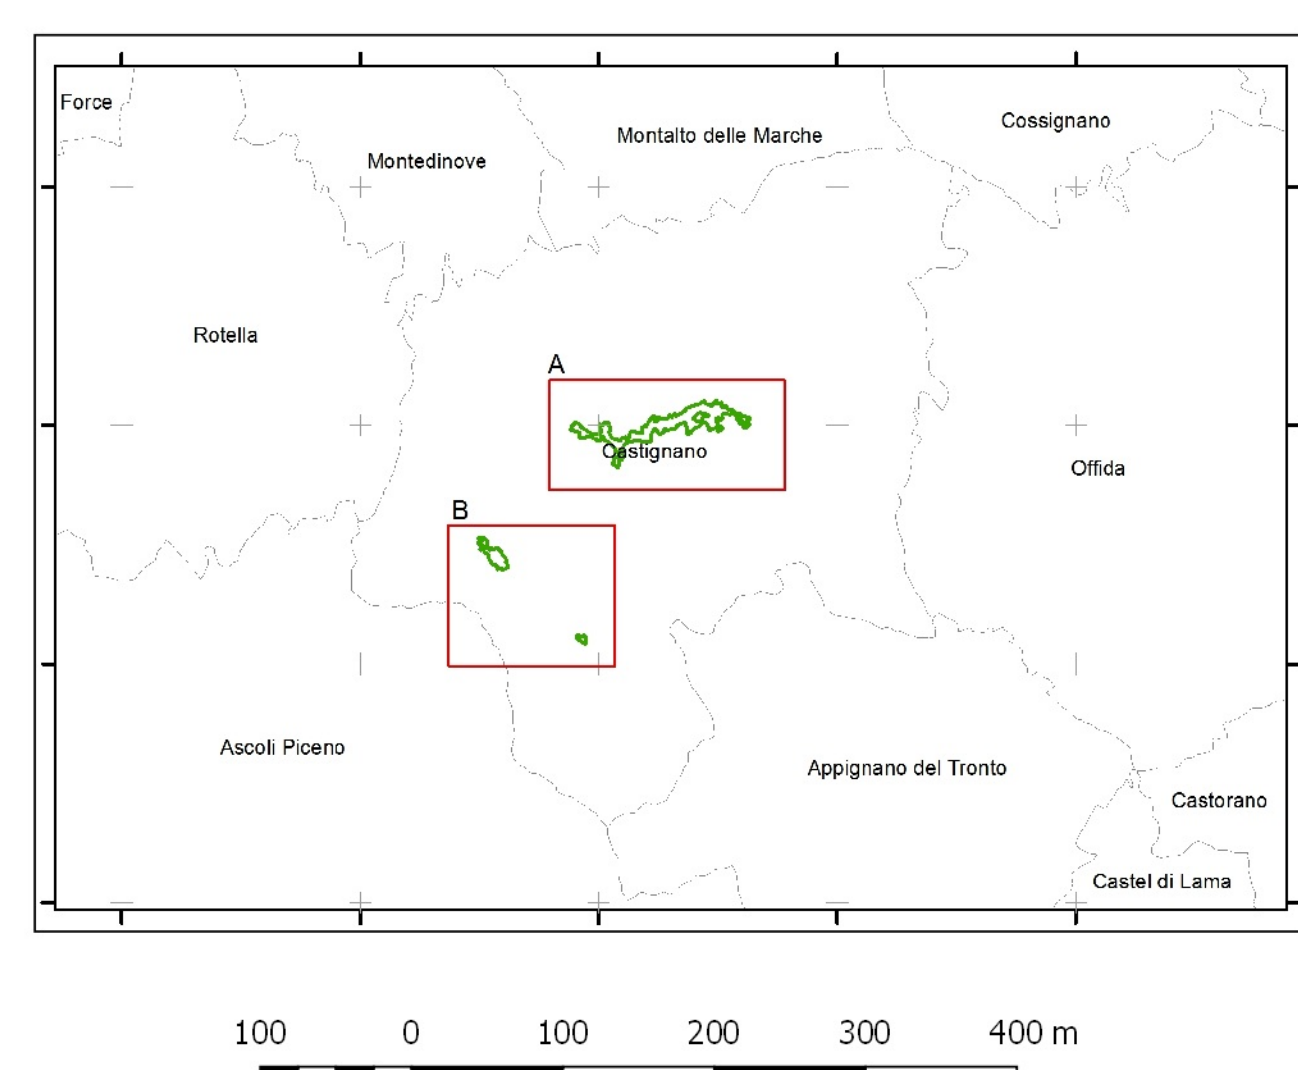 Force
Cossignano
Montalto delle Marche
Montedinove
Rotella
A
Castignano
Offida
B
Ascoli Piceno
Appignano del Tronto
Castorano
Castel di Lama
100 0 100 200 300 400 m